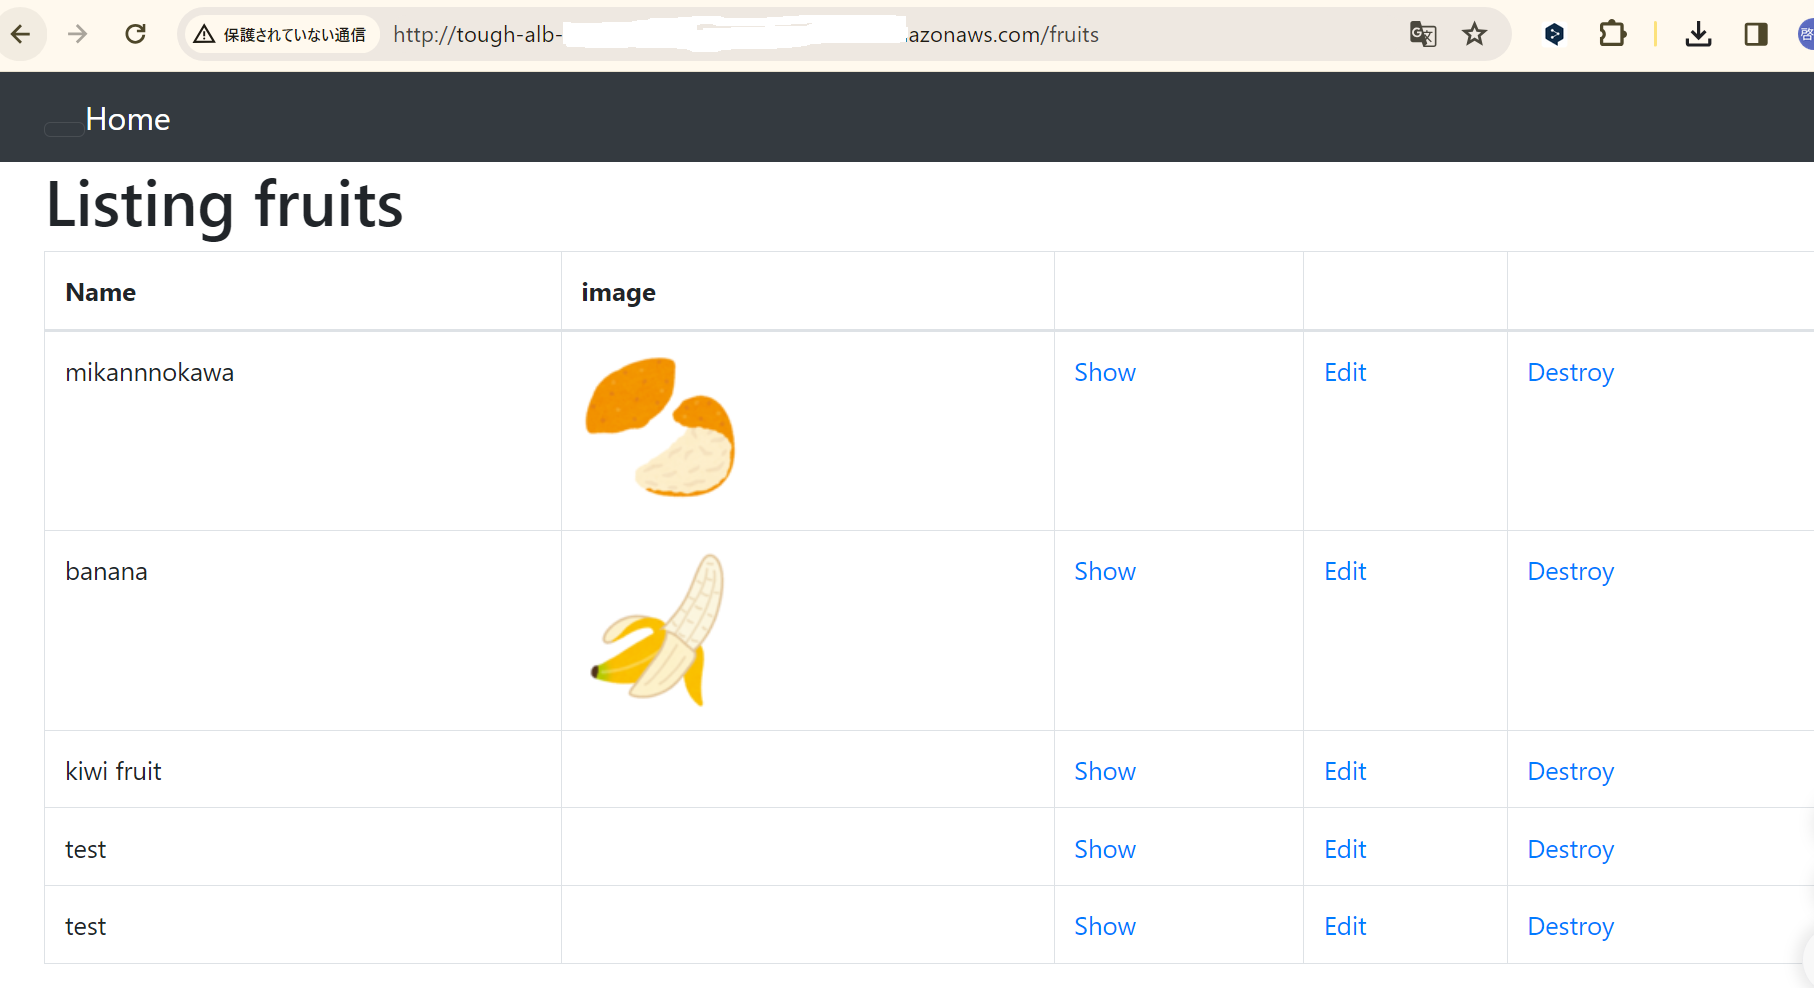 保護されていない通信 http://tough-alb- azonaws.com/fruits
Home
Listing fruits
Name image
mikannnokawa Show Edit Destroy
banana Show Edit Destroy
kiwi fruit Show Edit Destroy
test Show Edit Destroy
test Show Edit Destroy